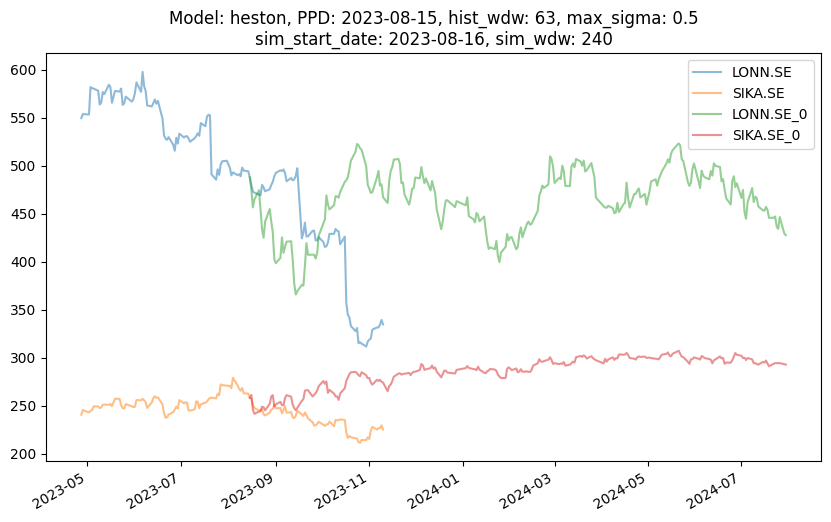 Model: heston, PPD: 2023-08-15, hist_wdw: 63, max_sigma: 0.5
sim_start_date: 2023-08-16, sim_wdw: 240
LONN.SE
SIKA.SE
LONN.SE_0
SIKA.SE_0
600
550
500
450
400
350
300
250
200
2023-05
2023-07
2023-09
2023-11
2024-01
2024-03
2024-05
2024-07